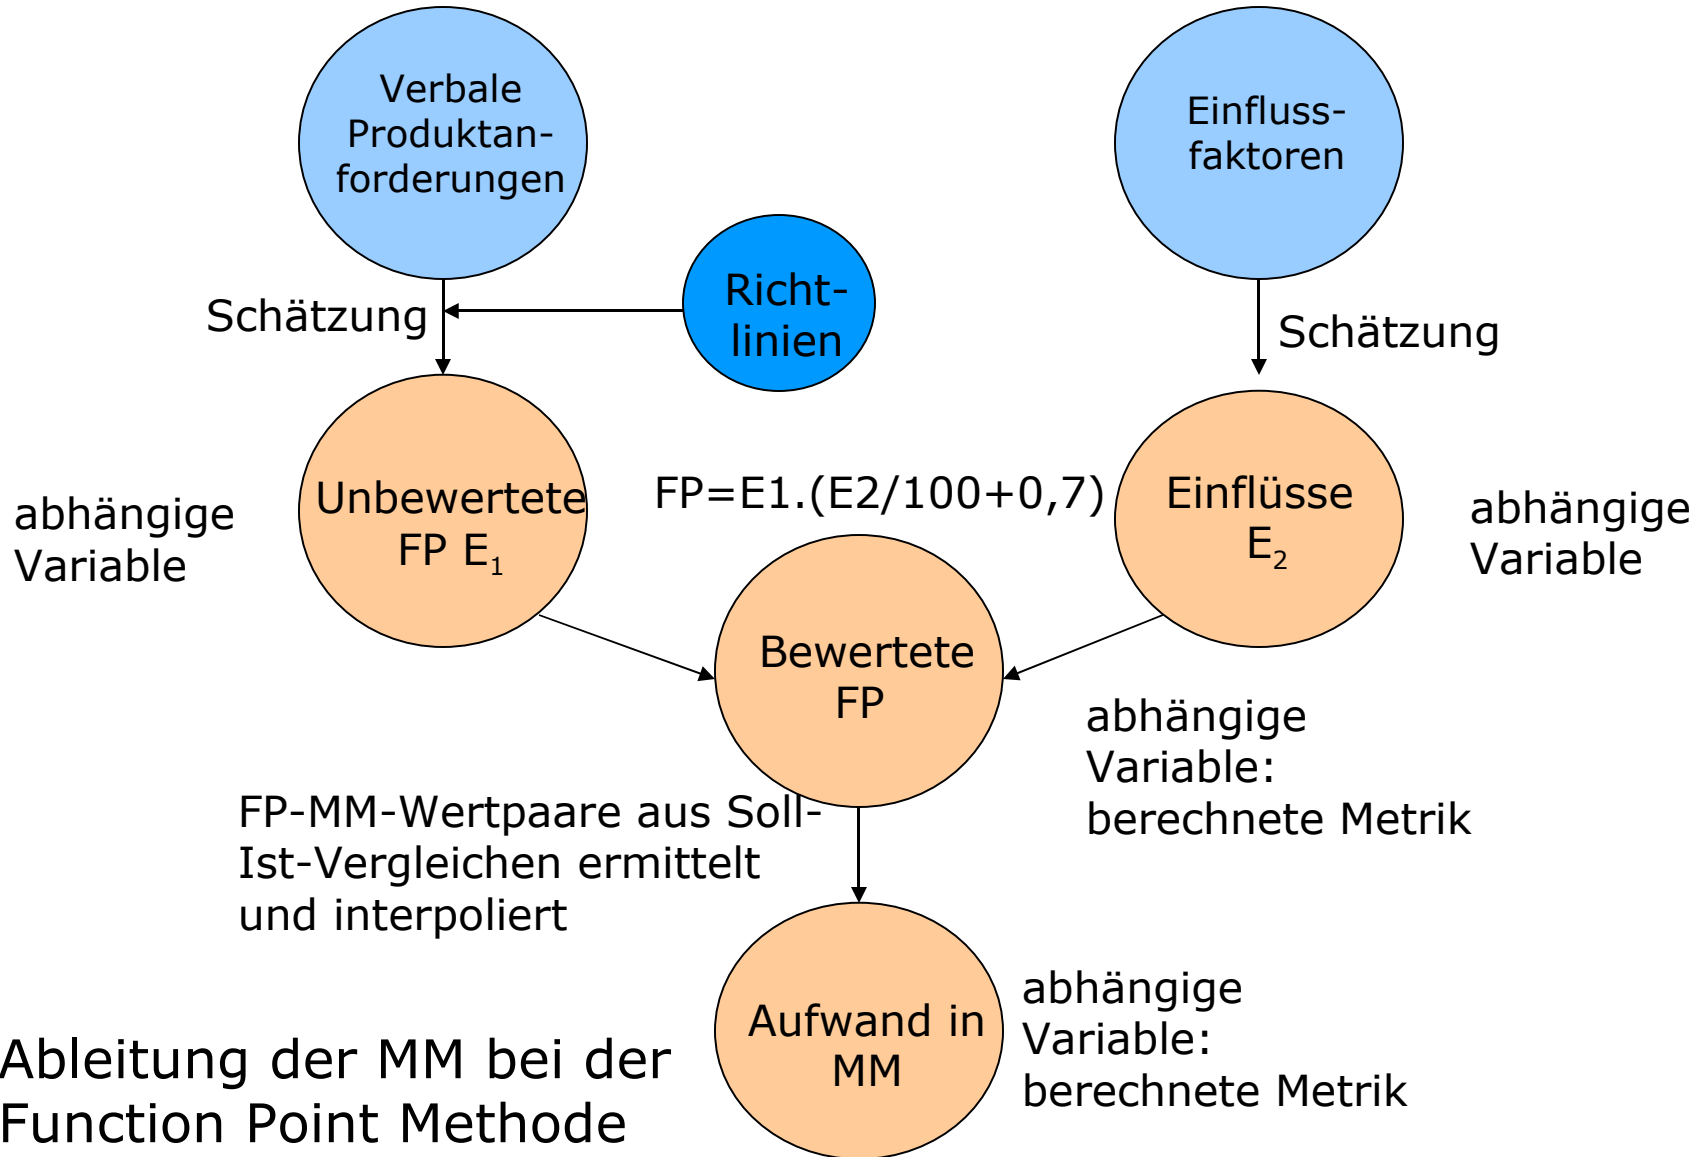 Verbale
Produktan-
forderungen
Einfluss-
faktoren
Richt-
linien
Schätzung
Schätzung
Unbewertete
FP E₁
FP=E1.(E2/100+0,7)
Einflüsse
E₂
abhängige
Variable
abhängige
Variable
Bewertete
FP
abhängige
Variable:
berechnete Metrik
FP-MM-Wertpaare aus Soll-
Ist-Vergleichen ermittelt
und interpoliert
Aufwand in
MM
abhängige
Variable:
berechnete Metrik
Ableitung der MM bei der
Function Point Methode